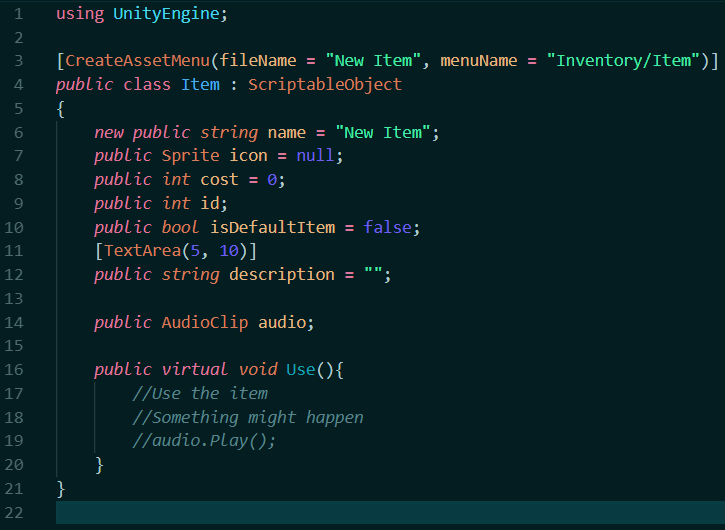 1 using UnityEngine;
2
3 [CreateAssetMenu(fileName = "New Item", menuName = "Inventory/Item")]
4 public class Item : ScriptableObject
5 {
6     new public string name = "New Item";
7     public Sprite icon = null;
8     public int cost = 0;
9     public int id;
10     public bool isDefaultItem = false;
11     [TextArea(5, 10)]
12     public string description = "";
13
14     public AudioClip audio;
15
16     public virtual void Use(){
17         //Use the item
18         //Something might happen
19         //audio.Play();
20     }
21 }
22